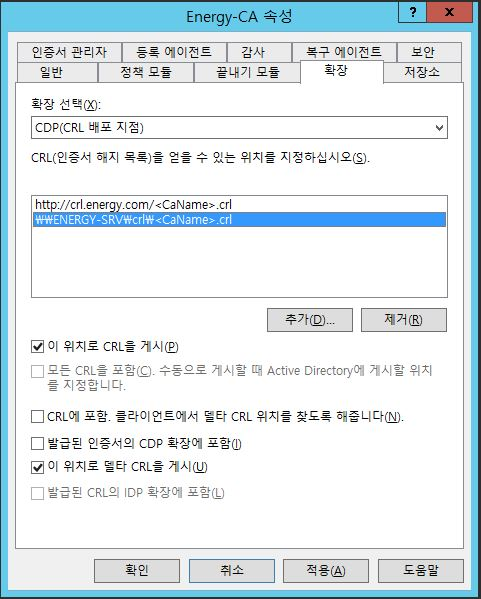 Energy-CA 속성
? x
인증서 관리자 등록 에이전트 감사 복구 에이전트 보안
일반 정책 모듈 끝내기 모듈 확장 저장소
확장 선택(X):
CDP(CRL 배포 지점)
CRL(인증서 해지 목록)을 얻을 수 있는 위치를 지정하십시오(S).
http://crl.energy.com/<CaName>.crl
₩₩ENERGY-SRV₩crl₩<CaName>.crl
추가(D)... 제거(R)
이 위치로 CRL을 게시(P)
모든 CRL을 포함(C). 수동으로 게시할 때 Active Directory에 게시할 위치
를 지정합니다.
CRL에 포함. 클라이언트에서 델타 CRL 위치를 찾도록 해줍니다(N).
발급된 인증서의 CDP 확장에 포함(I)
이 위치로 델타 CRL을 게시(U)
발급된 CRL의 IDP 확장에 포함(L)
확인 취소 적용(A) 도움말